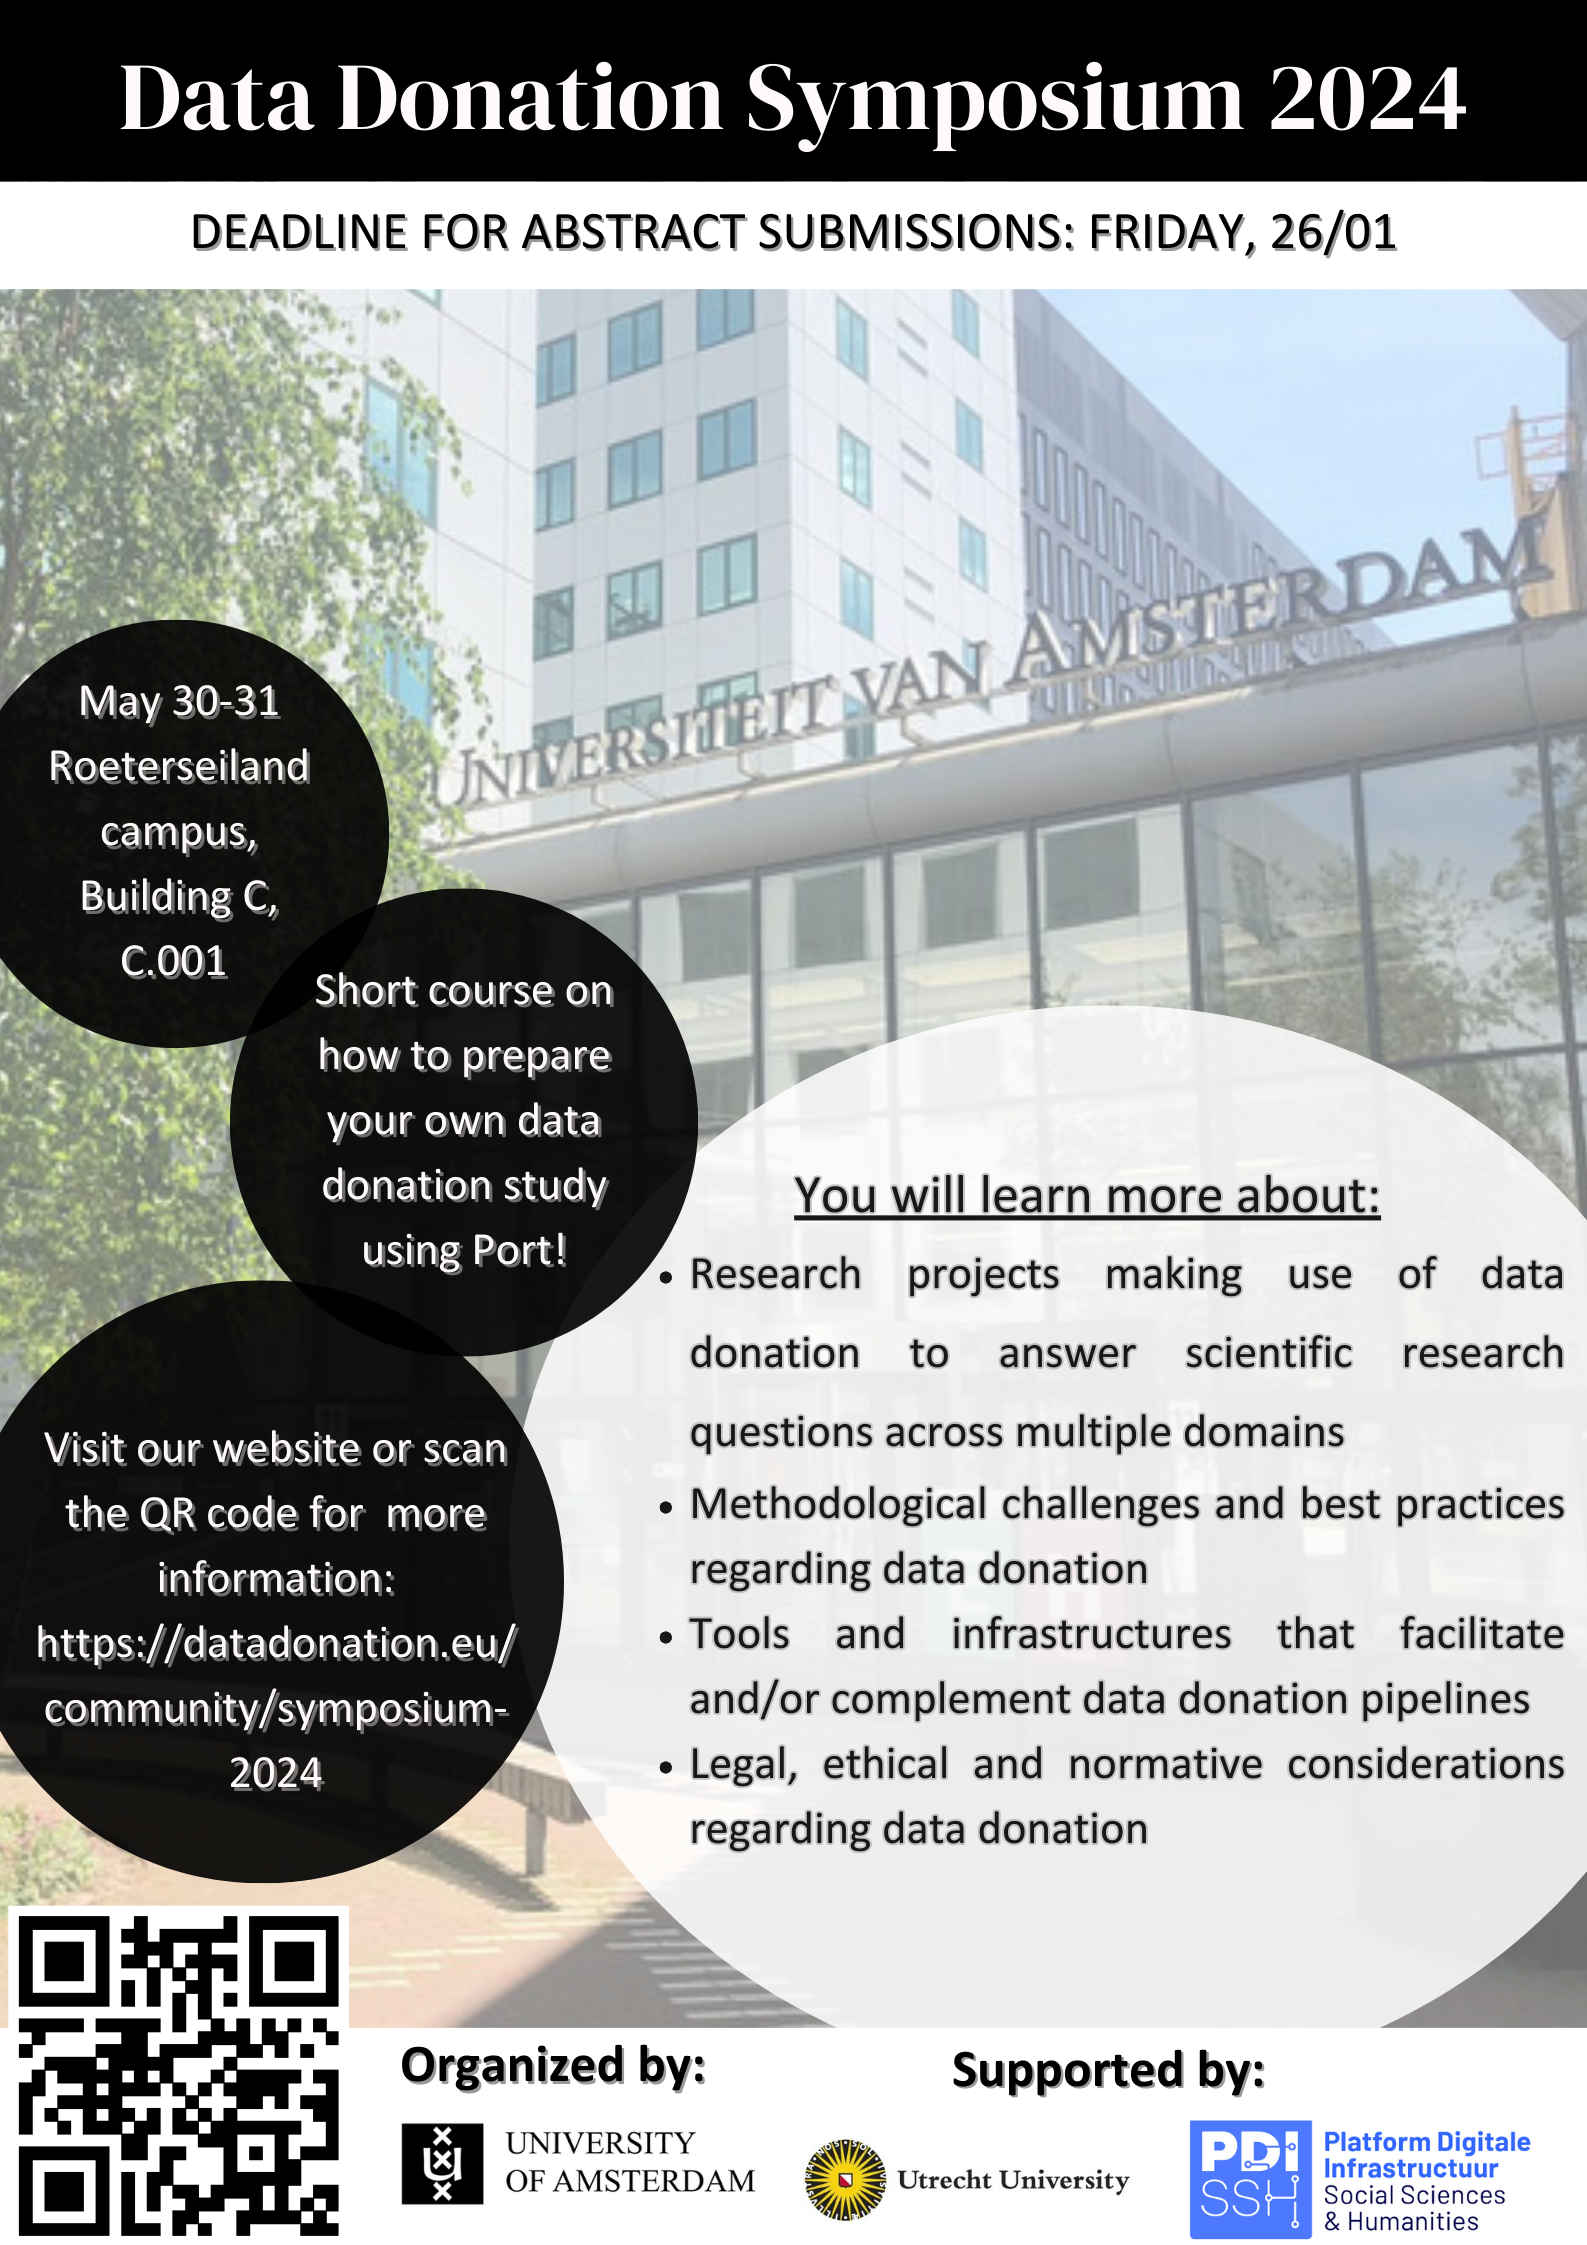 Data Donation Symposium 2024
DEADLINE FOR ABSTRACT SUBMISSIONS: FRIDAY, 26/01
UNIVERSITEIT VAN AMSTERDAM
May 30-31
Roeterseiland
campus,
Building C,
C.001
Short course on
how to prepare
your own data
donation study
using Port!
Visit our website or scan
the QR code for more
information:
https://datadonation.eu/
community/symposium-
2024
You will learn more about:
• Research projects making use of data
donation to answer scientific research
questions across multiple domains
• Methodological challenges and best practices
regarding data donation
• Tools and infrastructures that facilitate
and/or complement data donation pipelines
• Legal, ethical and normative considerations
regarding data donation
Organized by:
UNIVERSITY
OF AMSTERDAM
Utrecht University
Supported by:
PDI
SSH
Platform Digitale
Infrastructuur
Social Sciences
& Humanities